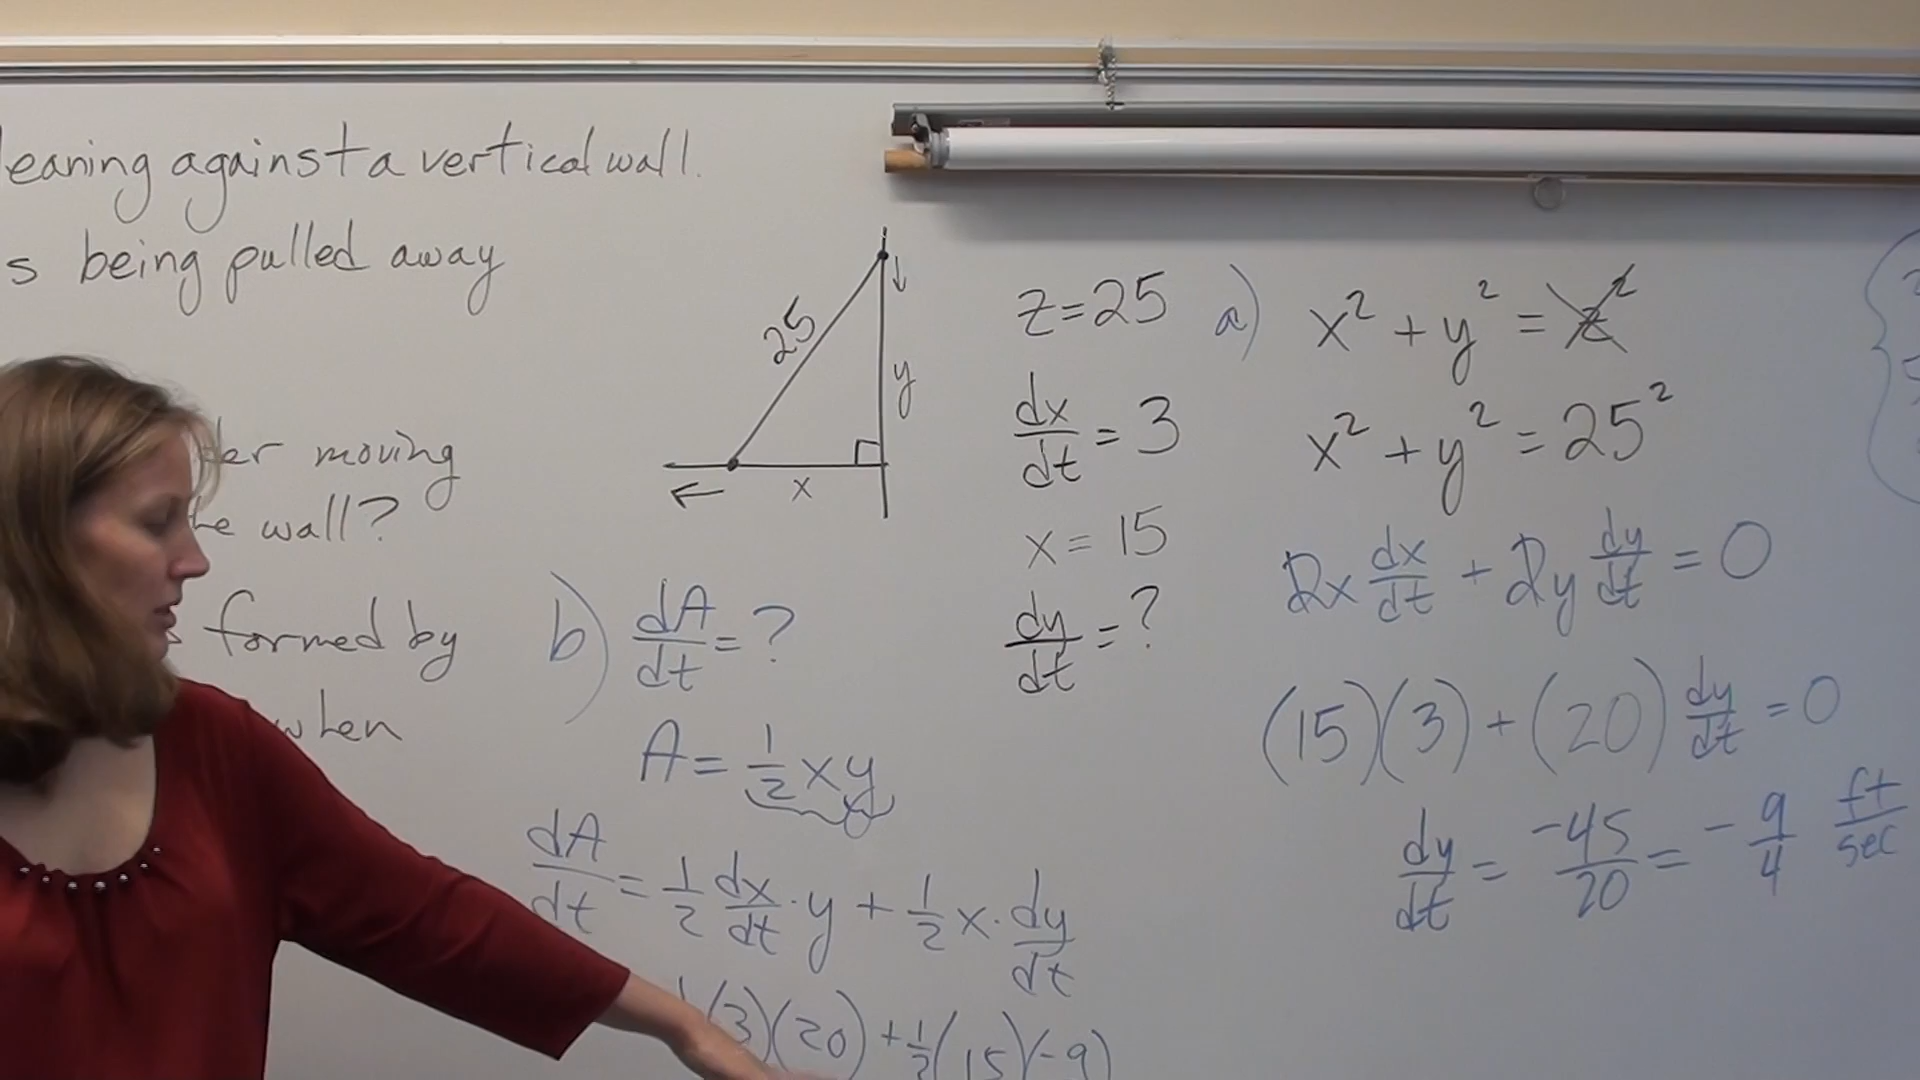 leaning against a vertical wall.
s being pulled away
moving
wall?
formed by
when
25
y
x
z = 25
dx/dt = 3
x = 15
dy/dt = ?
b) dA/dt = ?
A = 1/2 xy
dA/dt = 1/2 dx/dt · y + 1/2 x · dy/dt
(3)(20) + 1/2 (15)(-9)
a) x² + y² = z²
x² + y² = 25²
2x dx/dt + 2y dy/dt = 0
(15)(3) + (20) dy/dt = 0
dy/dt = -45/20 = -9/4 ft/sec